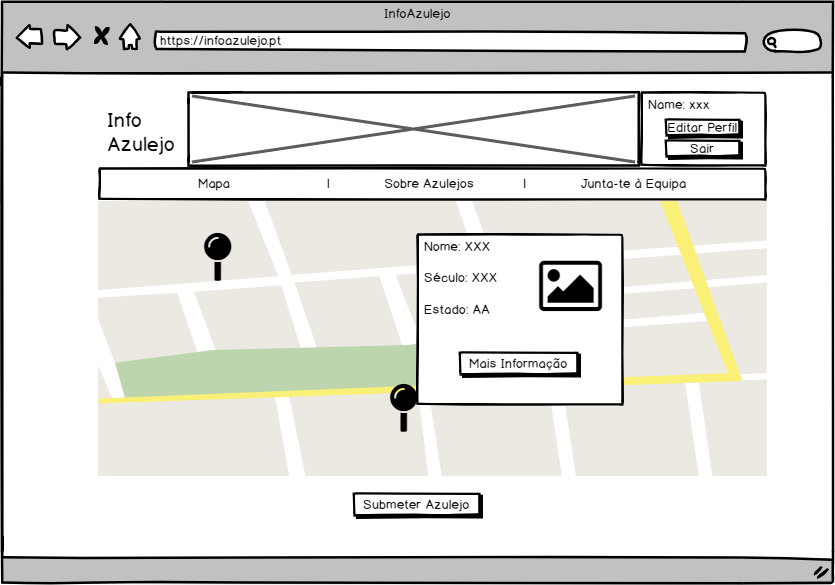 InfoAzulejo
https://infoazulejo.pt
Info
Azulejo
Name: xxx
Editar Perfil
Sair
Mapa | Sobre Azulejos | Junta-te à Equipa
Nome: XXX
Século: XXX
Estado: AA
Mais Informação
Submeter Azulejo